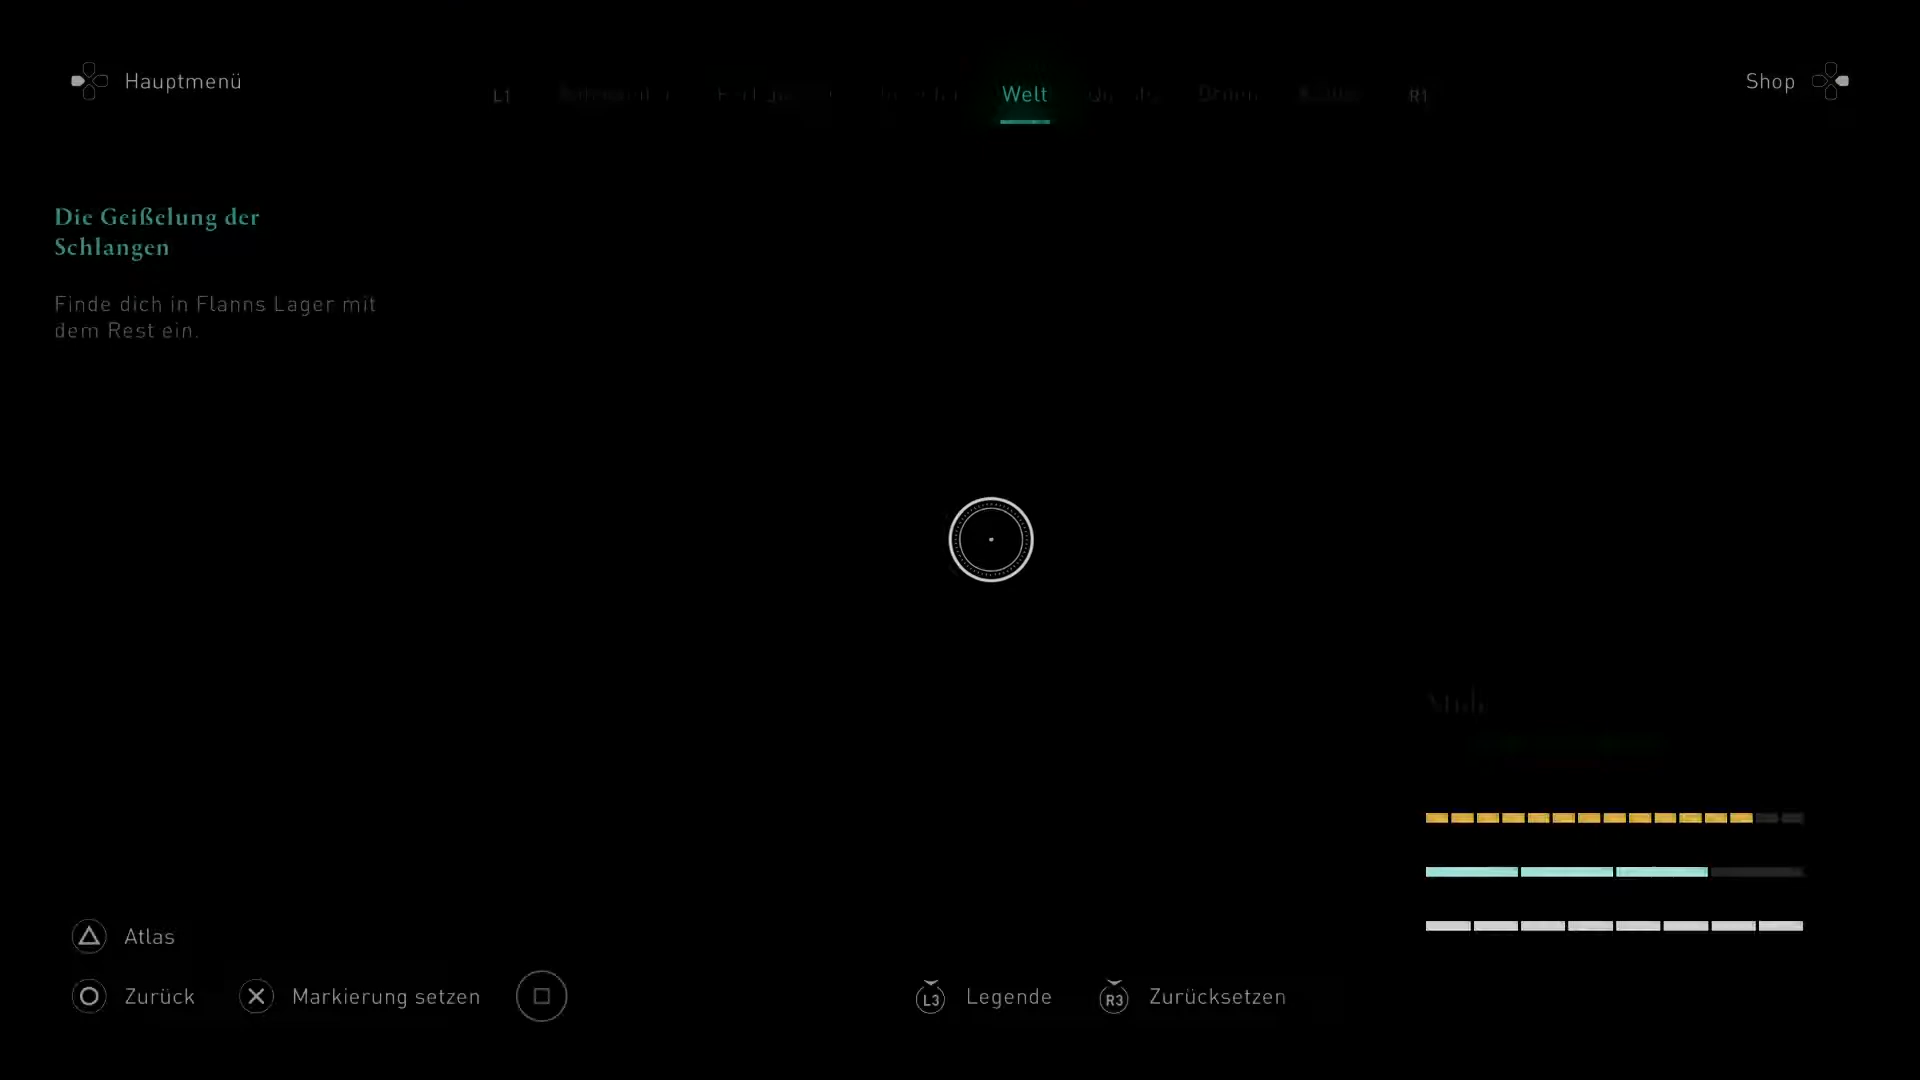 Hauptmenü
L1
Welt
R1
Shop
Die Geißelung der
Schlangen
Finde dich in Flanns Lager mit
dem Rest ein.
Atlas
Zurück
Markierung setzen
L3 Legende
R3 Zurücksetzen